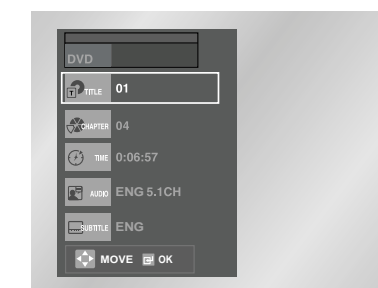 DVD
TITLE 01
CHAPTER 04
TIME 0:06:57
AUDIO ENG 5.1CH
SUBTITLE ENG
MOVE OK